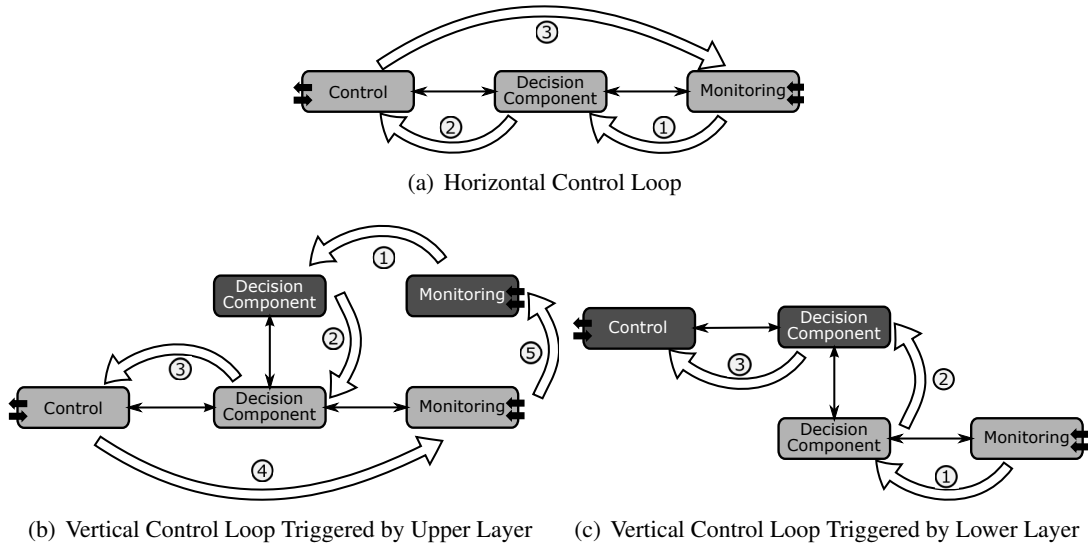 ③
Control
Decision
Component
Monitoring
②
①
(a) Horizontal Control Loop
①
Decision
Component
Monitoring
②
③
⑤
Control
Decision
Component
Monitoring
④
(b) Vertical Control Loop Triggered by Upper Layer
Control
Decision
Component
③
②
Decision
Component
Monitoring
①
(c) Vertical Control Loop Triggered by Lower Layer